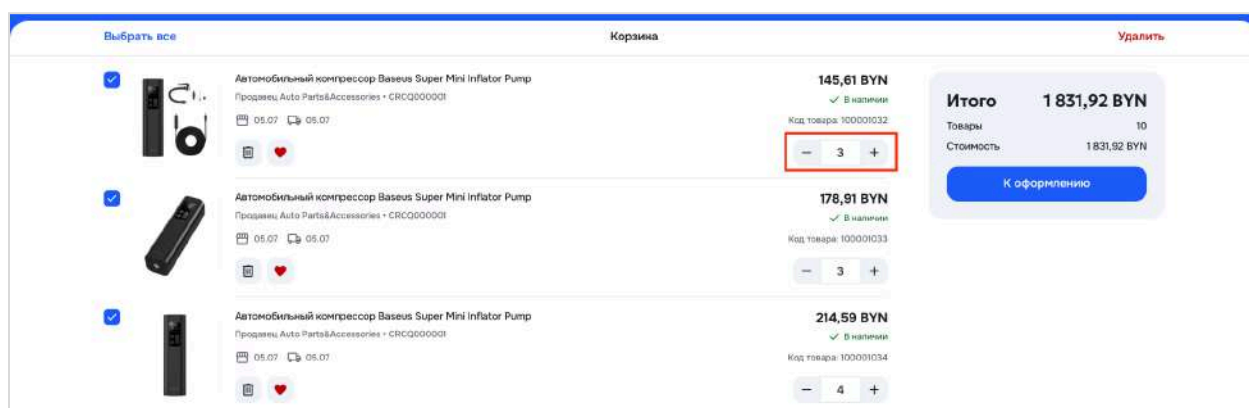 Выбрать все
Корзина
Удалить
Автомобильный компрессор Baseus Super Mini Inflator Pump
145,61 BYN
Продавец Auto Parts&Accessories • CRCQ000001
В наличии
05.07 05.07
Код товара: 100001032
− 3 +
Итого 1 831,92 BYN
Товары 10
Стоимость 1 831,92 BYN
К оформлению
Автомобильный компрессор Baseus Super Mini Inflator Pump
178,91 BYN
Продавец Auto Parts&Accessories • CRCQ000001
В наличии
05.07 05.07
Код товара: 100001033
− 3 +
Автомобильный компрессор Baseus Super Mini Inflator Pump
214,59 BYN
Продавец Auto Parts&Accessories • CRCQ000001
В наличии
05.07 05.07
Код товара: 100001034
− 4 +